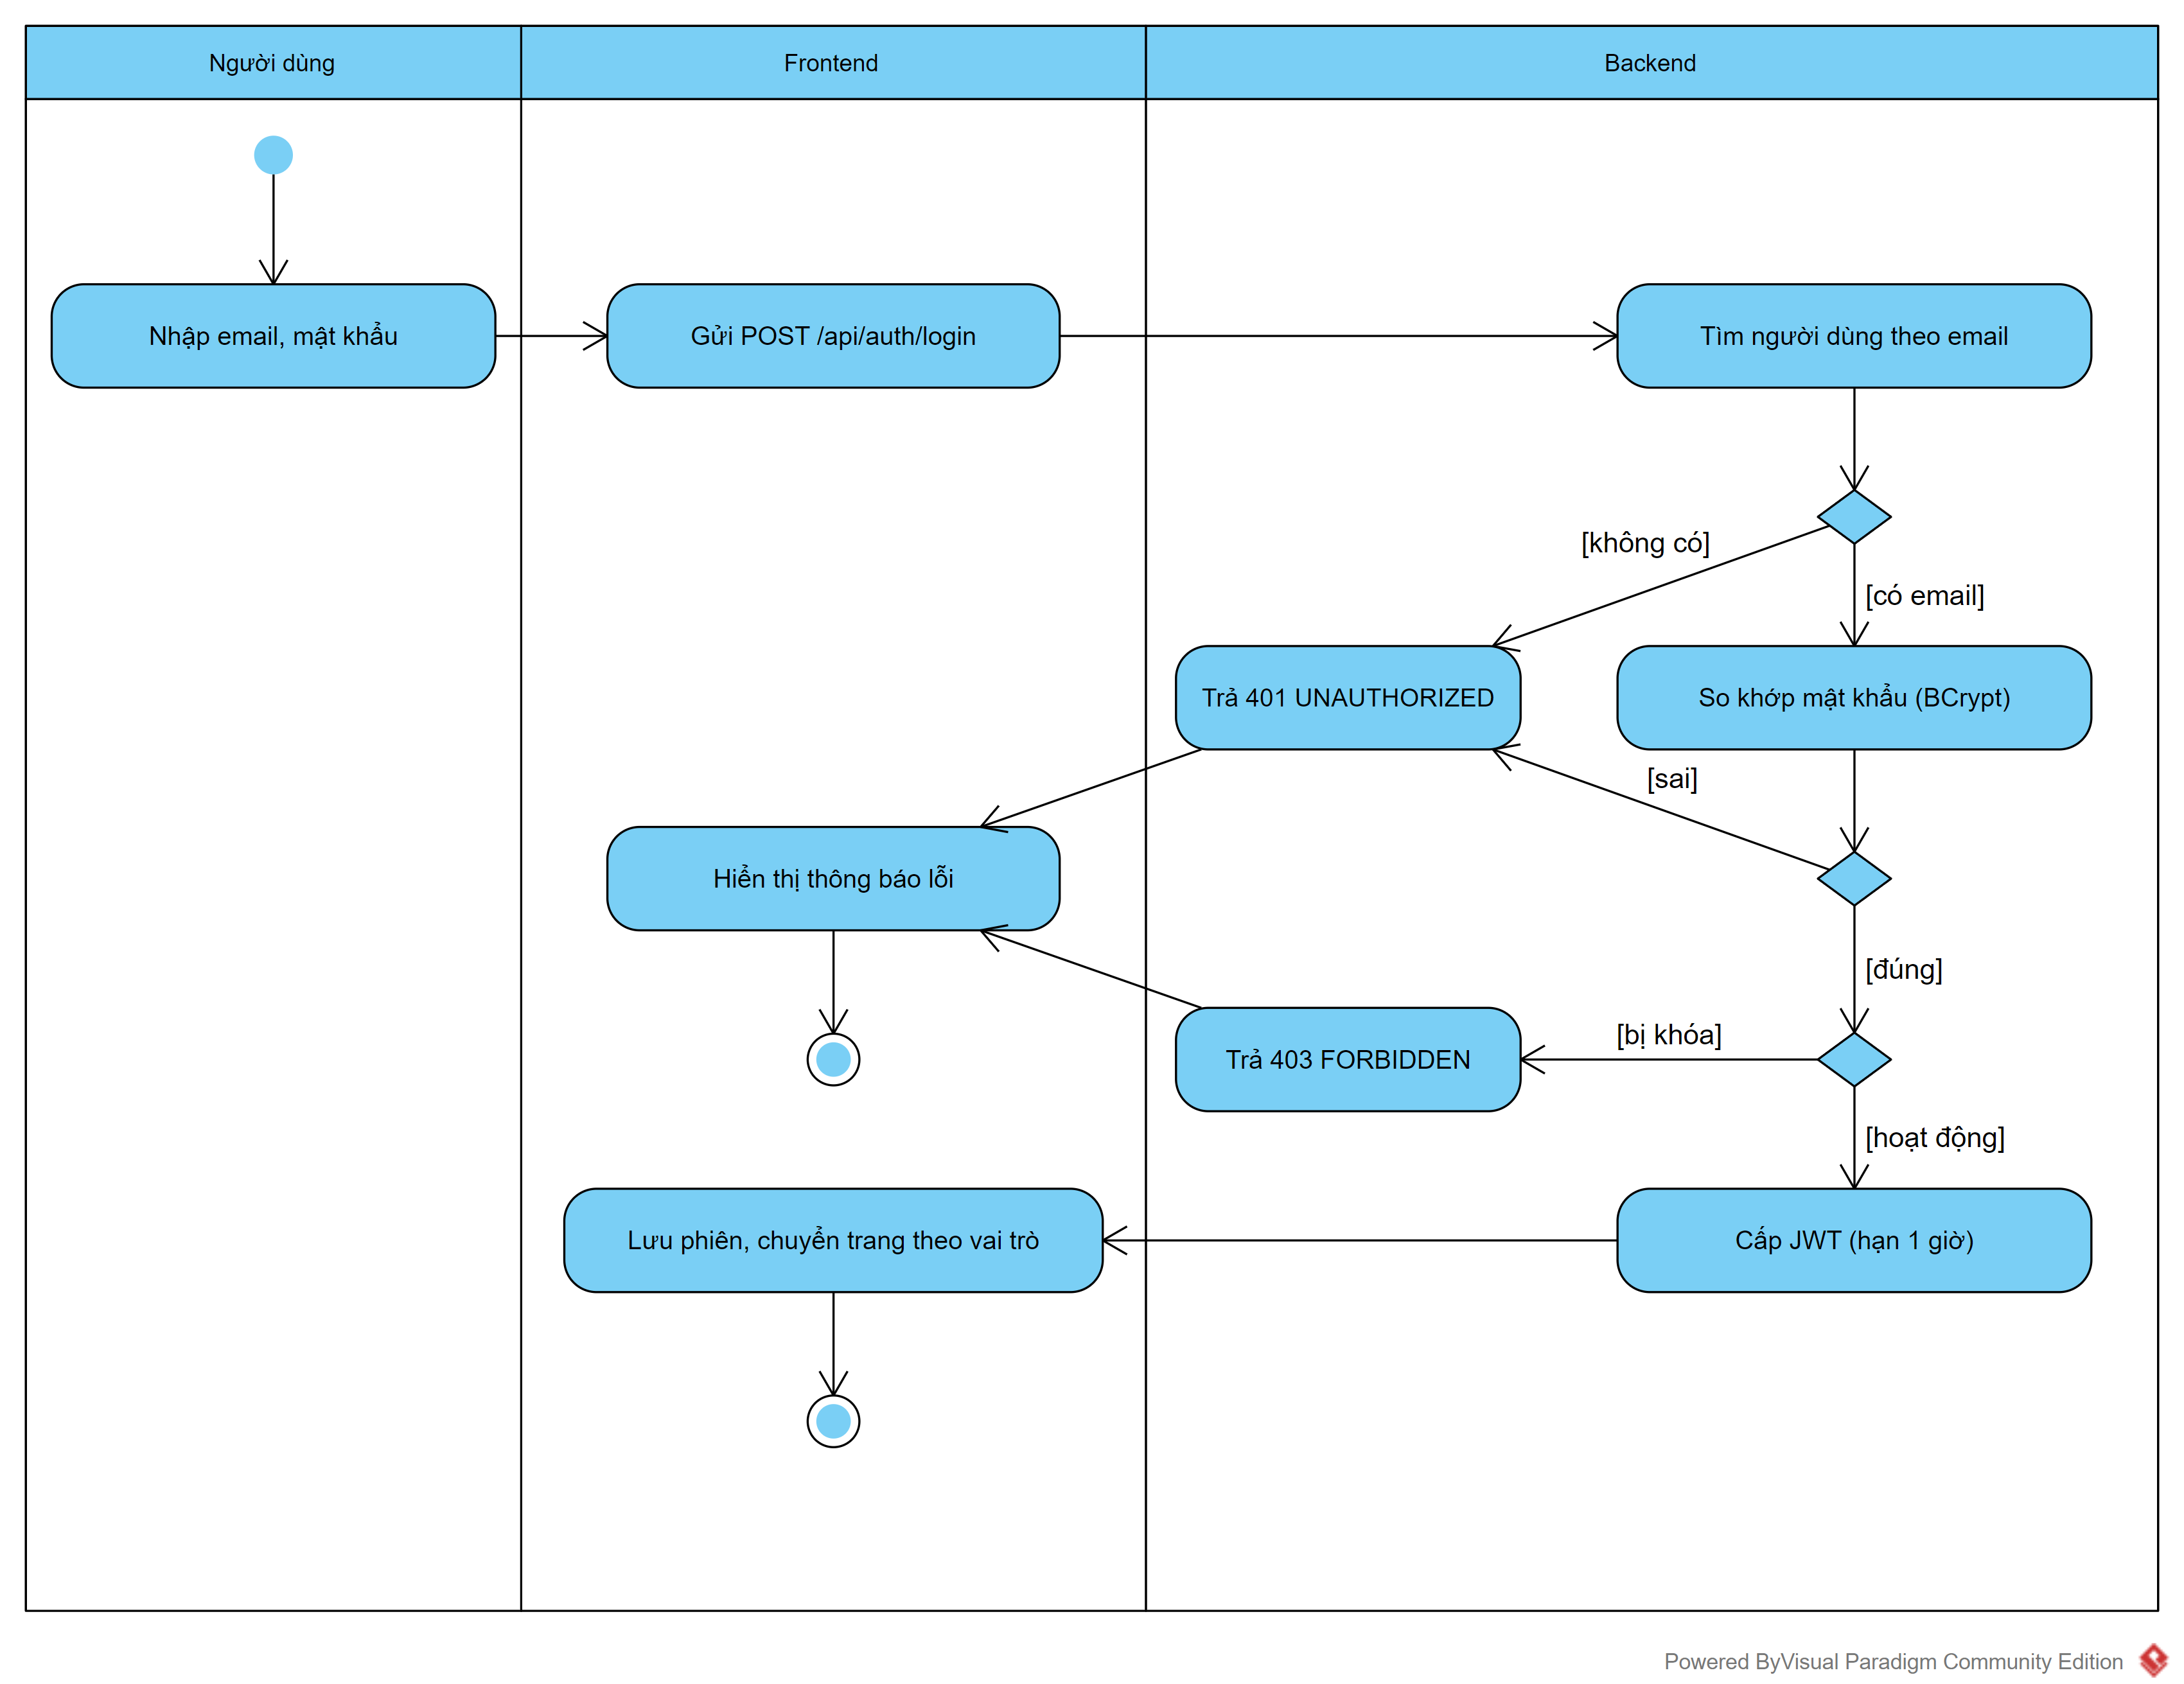 Người dùng
Frontend
Backend
Nhập email, mật khẩu
Gửi POST /api/auth/login
Tìm người dùng theo email
[không có]
[có email]
Trả 401 UNAUTHORIZED
So khớp mật khẩu (BCrypt)
[sai]
Hiển thị thông báo lỗi
[đúng]
[bị khóa]
Trả 403 FORBIDDEN
[hoạt động]
Lưu phiên, chuyển trang theo vai trò
Cấp JWT (hạn 1 giờ)
Powered ByVisual Paradigm Community Edition